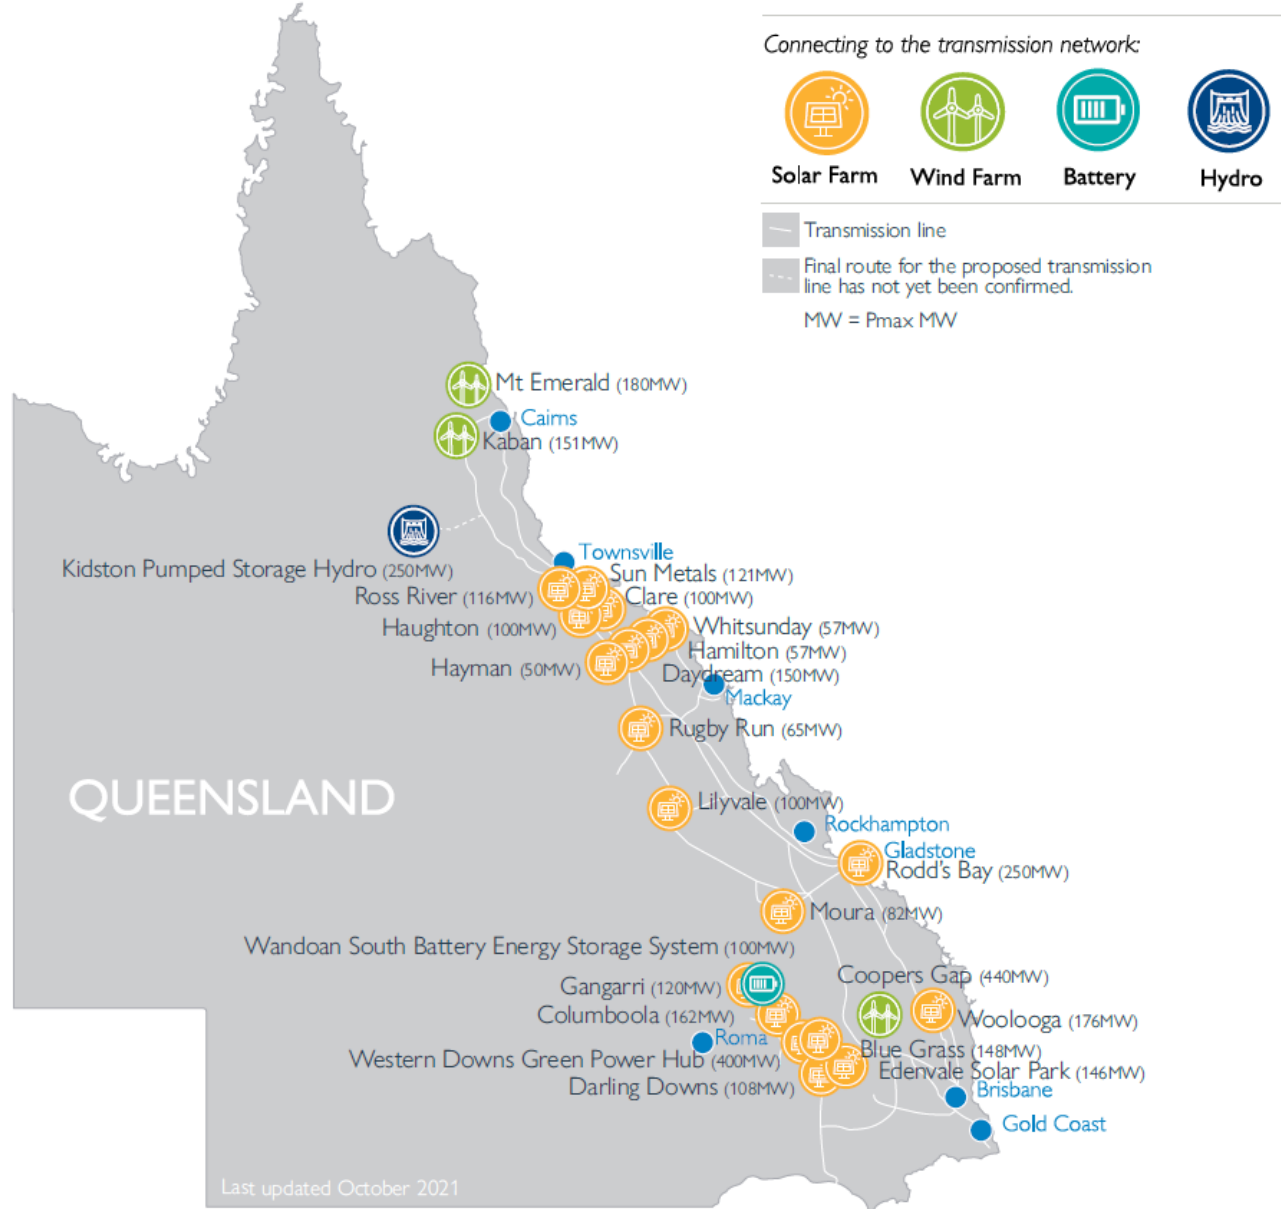 Connecting to the transmission network:
Solar Farm
Wind Farm
Battery
Hydro
Transmission line
Final route for the proposed transmission
line has not yet been confirmed.
MW = Pmax MW
Mt Emerald (180MW)
Cairns
Kaban (151MW)
Kidston Pumped Storage Hydro (250MW)
Townsville
Sun Metals (121MW)
Ross River (116MW)
Clare (100MW)
Haughton (100MW)
Whitsunday (57MW)
Hamilton (57MW)
Hayman (50MW)
Daydream (150MW)
Mackay
Rugby Run (65MW)
QUEENSLAND
Lilyvale (100MW)
Rockhampton
Gladstone
Rodd's Bay (250MW)
Moura (82MW)
Wandoan South Battery Energy Storage System (100MW)
Coopers Gap (440MW)
Gangarri (120MW)
Columboola (162MW)
Woolooga (176MW)
Roma
Blue Grass (148MW)
Western Downs Green Power Hub (400MW)
Edenvale Solar Park (146MW)
Darling Downs (108MW)
Brisbane
Gold Coast
Last updated October 2021